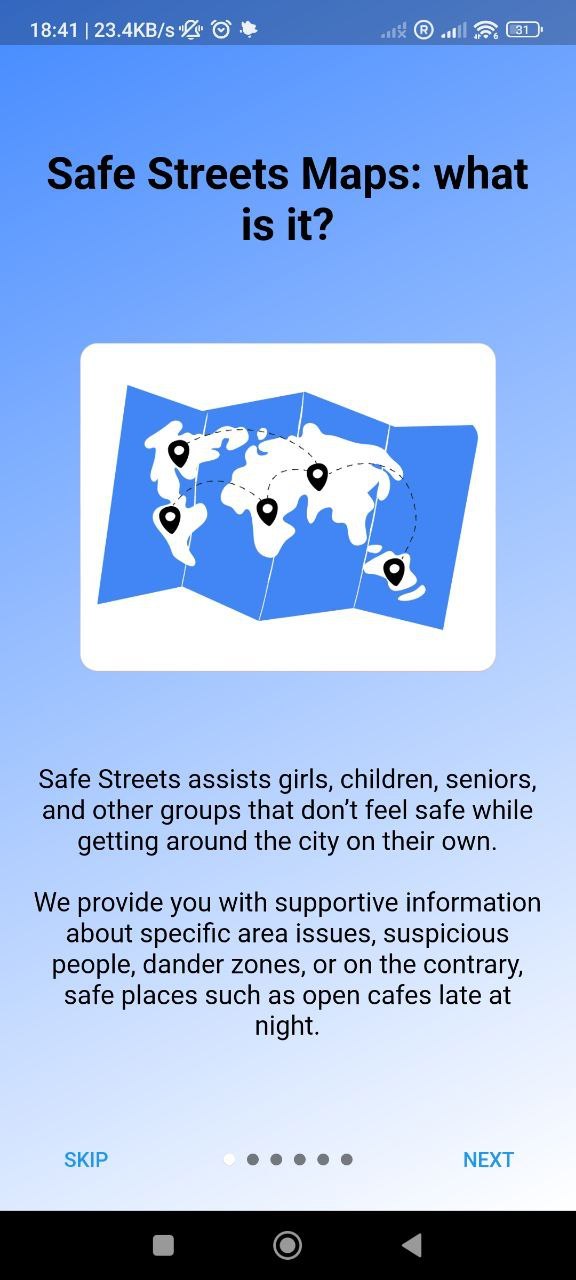 18:41 | 23.4KB/s
R
31
Safe Streets Maps: what
is it?
Safe Streets assists girls, children, seniors,
and other groups that don’t feel safe while
getting around the city on their own.
We provide you with supportive information
about specific area issues, suspicious
people, dander zones, or on the contrary,
safe places such as open cafes late at
night.
SKIP
NEXT